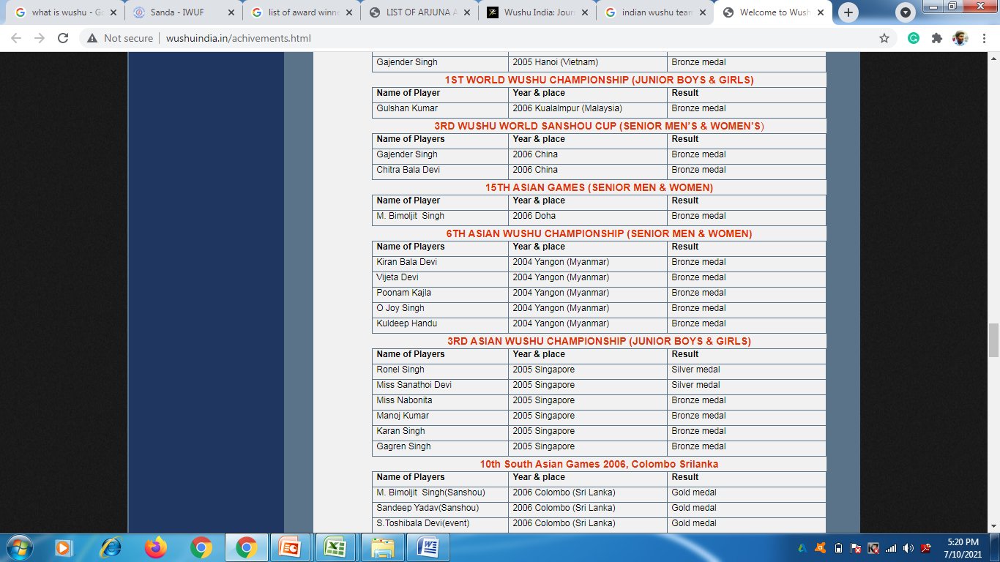 what is wushu - Go
Sanda - IWUF
list of award winne
LIST OF ARJUNA A
Wushu India: Jour
indian wushu team
Welcome to Wush
Not secure | wushuindia.in/achivements.html
Gajender Singh 2005 Hanoi (Vietnam) Bronze medal
1ST WORLD WUSHU CHAMPIONSHIP (JUNIOR BOYS & GIRLS)
Name of Player Year & place Result
Gulshan Kumar 2006 Kualalmpur (Malaysia) Bronze medal
3RD WUSHU WORLD SANSHOU CUP (SENIOR MEN'S & WOMEN'S)
Name of Players Year & place Result
Gajender Singh 2006 China Bronze medal
Chitra Bala Devi 2006 China Bronze medal
15TH ASIAN GAMES (SENIOR MEN & WOMEN)
Name of Player Year & place Result
M. Bimoljit Singh 2006 Doha Bronze medal
6TH ASIAN WUSHU CHAMPIONSHIP (SENIOR MEN & WOMEN)
Name of Players Year & place Result
Kiran Bala Devi 2004 Yangon (Myanmar) Bronze medal
Vijeta Devi 2004 Yangon (Myanmar) Bronze medal
Poonam Kajla 2004 Yangon (Myanmar) Bronze medal
O Joy Singh 2004 Yangon (Myanmar) Bronze medal
Kuldeep Handu 2004 Yangon (Myanmar) Bronze medal
3RD ASIAN WUSHU CHAMPIONSHIP (JUNIOR BOYS & GIRLS)
Name of Players Year & place Result
Ronel Singh 2005 Singapore Silver medal
Miss Sanathoi Devi 2005 Singapore Silver medal
Miss Nabonita 2005 Singapore Bronze medal
Manoj Kumar 2005 Singapore Bronze medal
Karan Singh 2005 Singapore Bronze medal
Gagren Singh 2005 Singapore Bronze medal
10th South Asian Games 2006, Colombo Srilanka
Name of Players Year & place Result
M. Bimoljit Singh(Sanshou) 2006 Colombo (Sri Lanka) Gold medal
Sandeep Yadav(Sanshou) 2006 Colombo (Sri Lanka) Gold medal
S.Toshibala Devi(event) 2006 Colombo (Sri Lanka) Gold medal
5:20 PM
7/10/2021